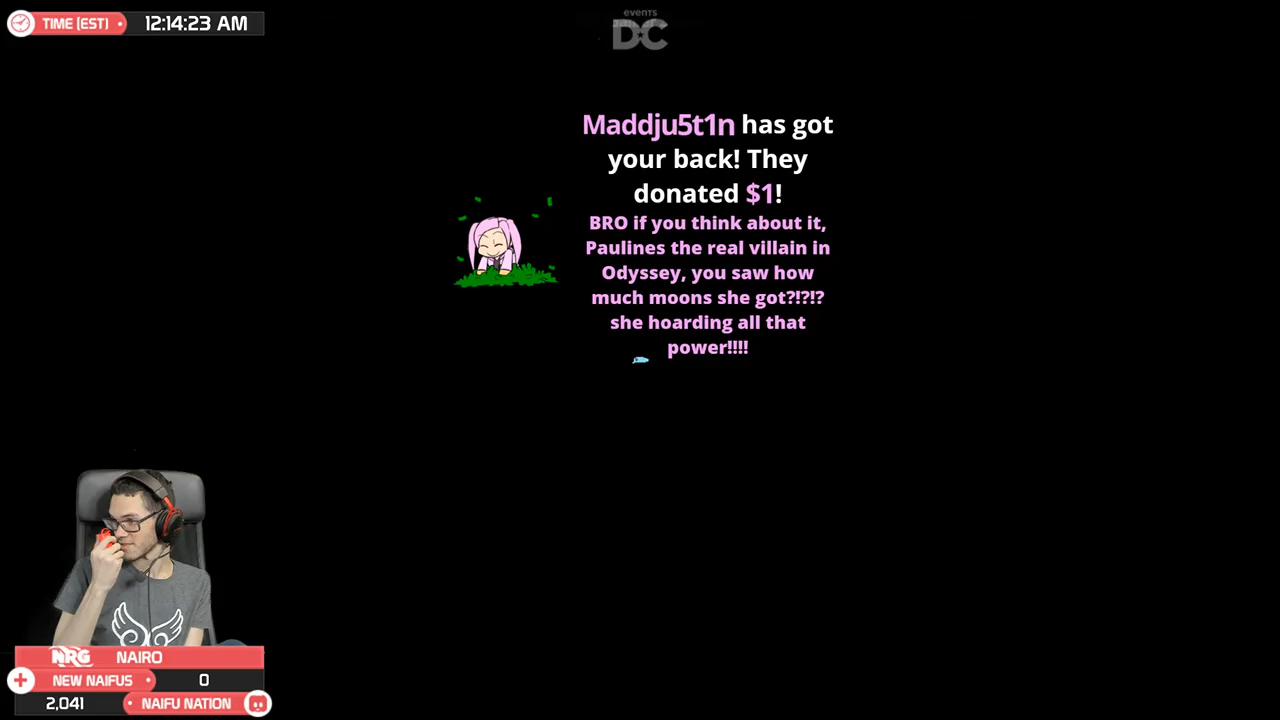 TIME [EST]
12:14:23 AM
events
DC
Maddju5t1n has got
your back! They
donated $1!
BRO if you think about it,
Paulines the real villain in
Odyssey, you saw how
much moons she got?!?!?
she hoarding all that
power!!!!
NRG NAIRO
NEW NAIFUS 0
2,041 NAIFU NATION